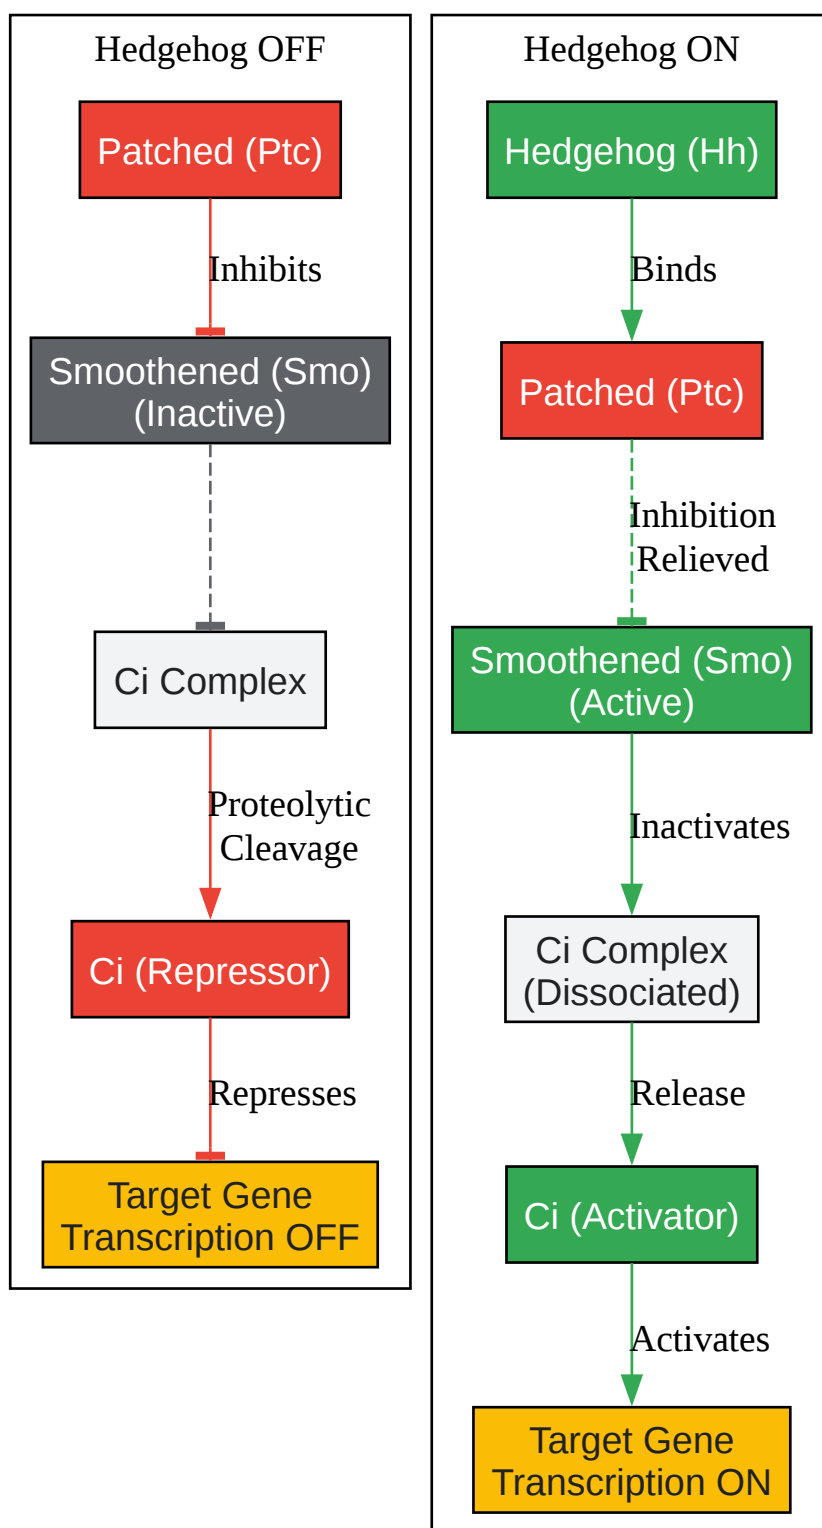 Hedgehog OFF
Patched (Ptc)
Inhibits
Smoothened (Smo)
(Inactive)
Ci Complex
Proteolytic
Cleavage
Ci (Repressor)
Represses
Target Gene
Transcription OFF
Hedgehog ON
Hedgehog (Hh)
Binds
Patched (Ptc)
Inhibition
Relieved
Smoothened (Smo)
(Active)
Inactivates
Ci Complex
(Dissociated)
Release
Ci (Activator)
Activates
Target Gene
Transcription ON